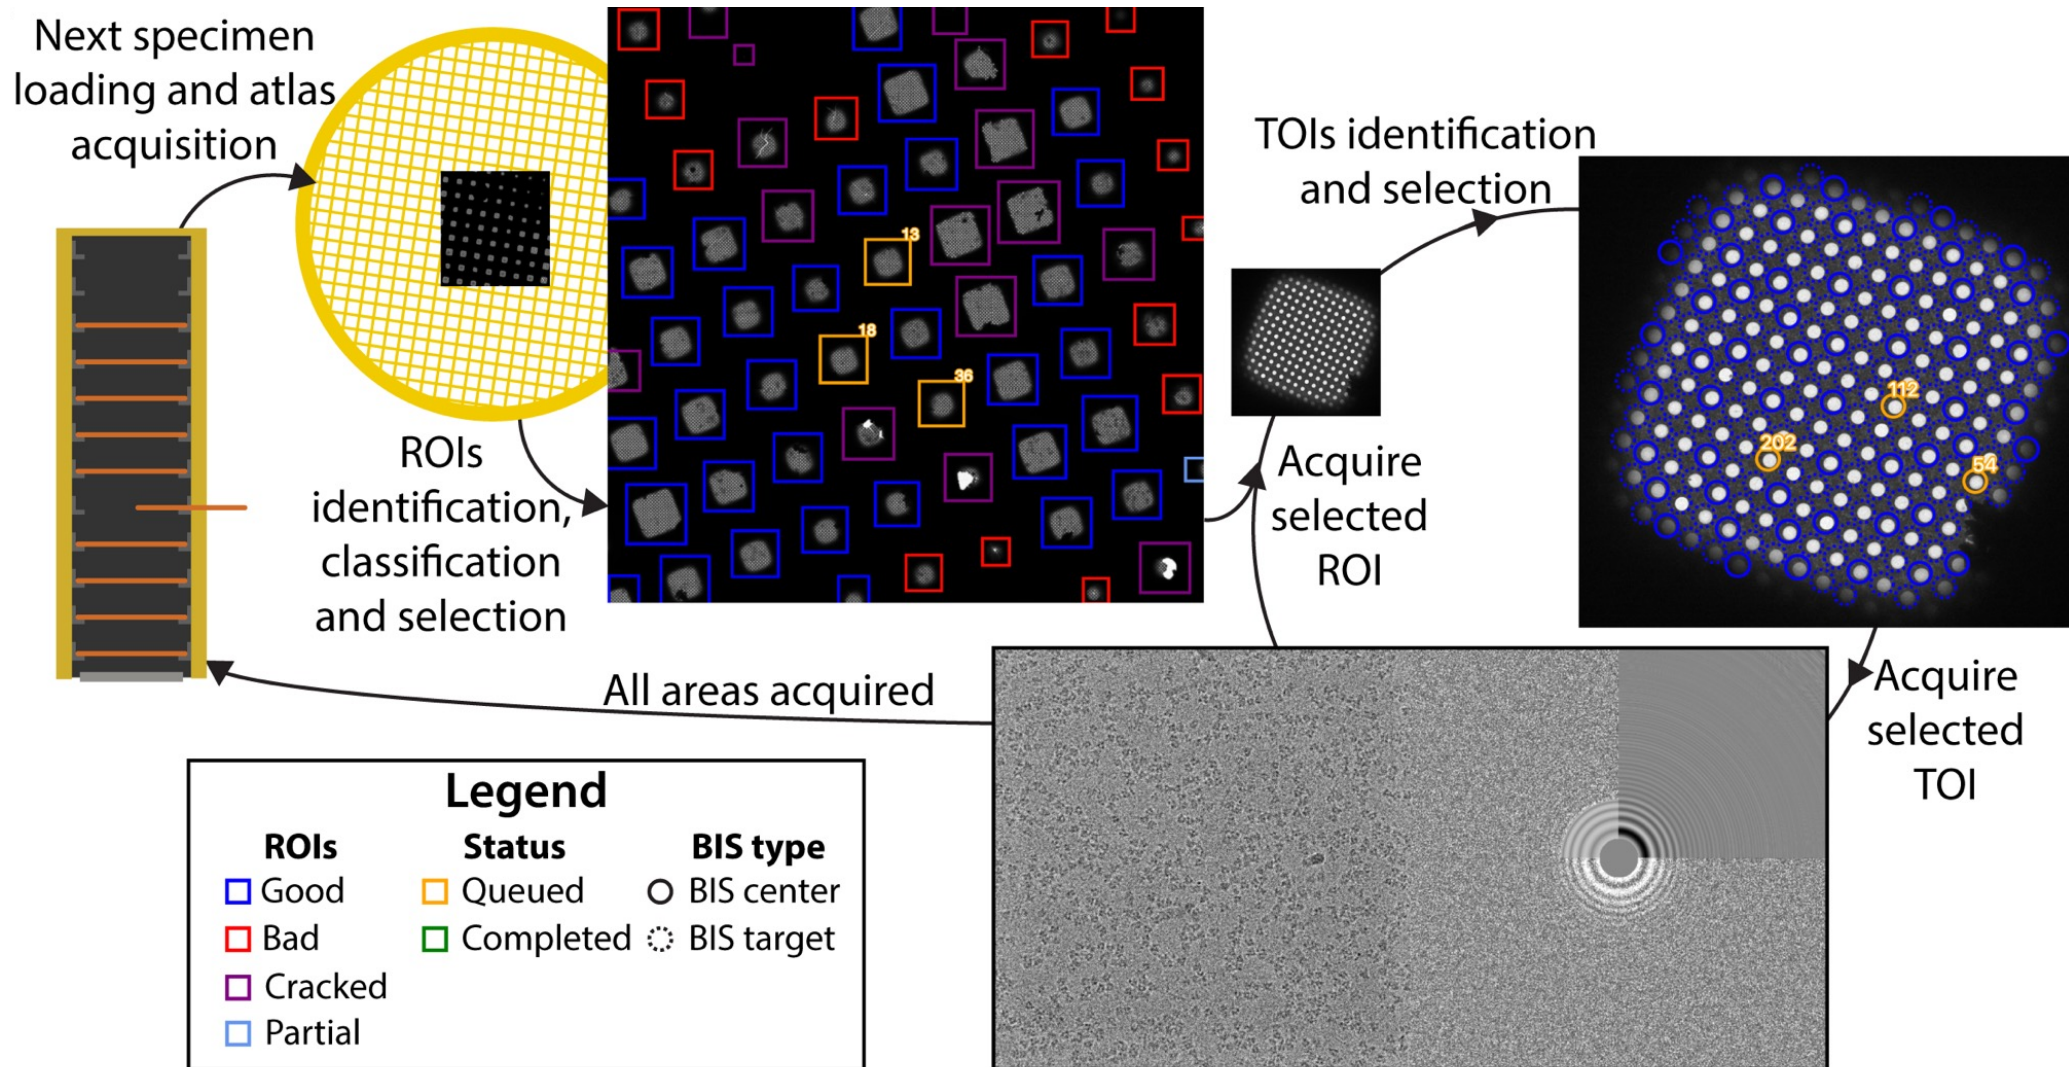 Next specimen
loading and atlas
acquisition
ROIs
identification,
classification
and selection
13
18
36
TOIs identification
and selection
Acquire
selected
ROI
112
202
54
Acquire
selected
TOI
All areas acquired
Legend
ROIs Status BIS type
Good Queued BIS center
Bad Completed BIS target
Cracked
Partial